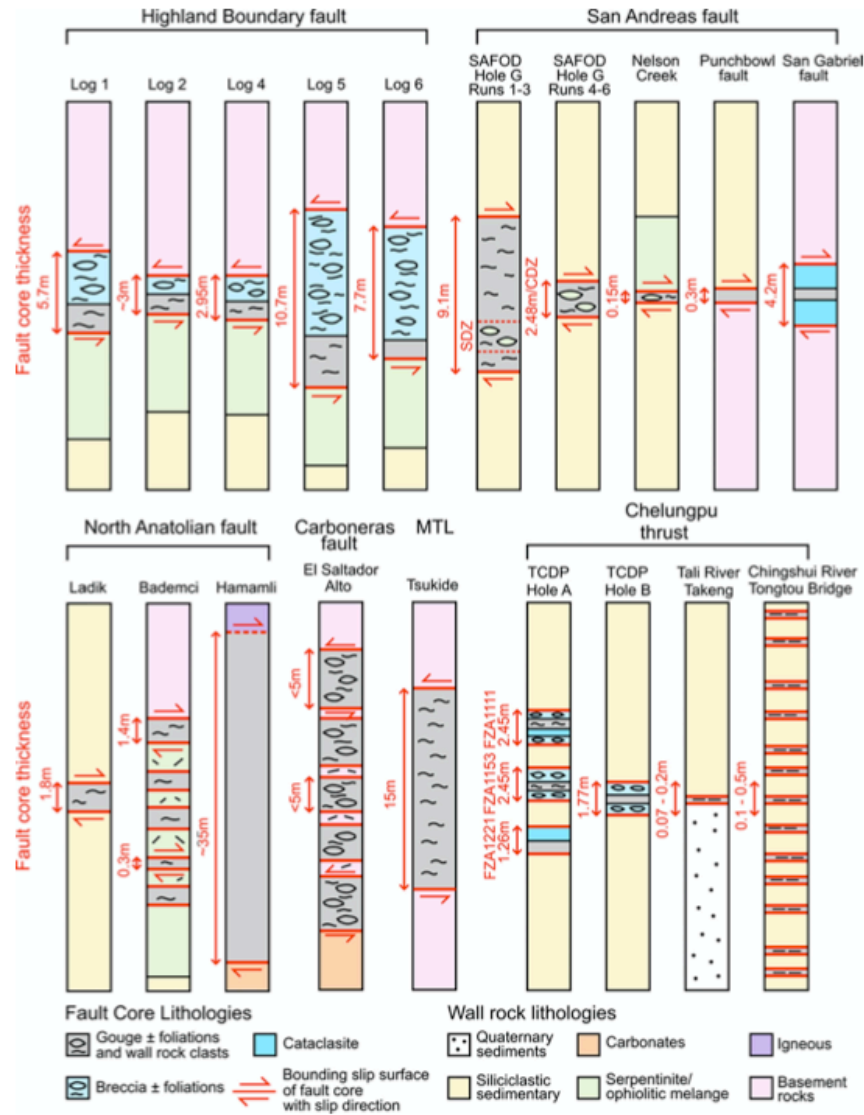 Highland Boundary fault
San Andreas fault
Log 1
Log 2
Log 4
Log 5
Log 6
SAFOD
Hole G
Runs 1-3
SAFOD
Hole G
Runs 4-6
Nelson
Creek
Punchbowl
fault
San Gabriel
fault
Fault core thickness
5.7m
~3m
2.95m
10.7m
7.7m
9.1m
SDZ
2.48m/CDZ
0.15m
0.3m
4.2m
North Anatolian fault
Carboneras
fault
MTL
Chelungpu
thrust
Ladik
Bademci
Hamamli
El Saltador
Alto
Tsukide
TCDP
Hole A
TCDP
Hole B
Tali River
Takeng
Chingshui River
Tongtou Bridge
Fault core thickness
1.8m
1.4m
0.3m
~35m
<5m
<5m
15m
FZA1111
2.45m
FZA1153
2.45m
FZA1221
1.26m
1.77m
0.07 - 0.2m
0.1 - 0.5m
Fault Core Lithologies
Gouge ± foliations
and wall rock clasts
Cataclasite
Breccia ± foliations
Bounding slip surface
of fault core
with slip direction
Wall rock lithologies
Quaternary
sediments
Carbonates
Igneous
Siliciclastic
sedimentary
Serpentinite/
ophiolitic melange
Basement
rocks